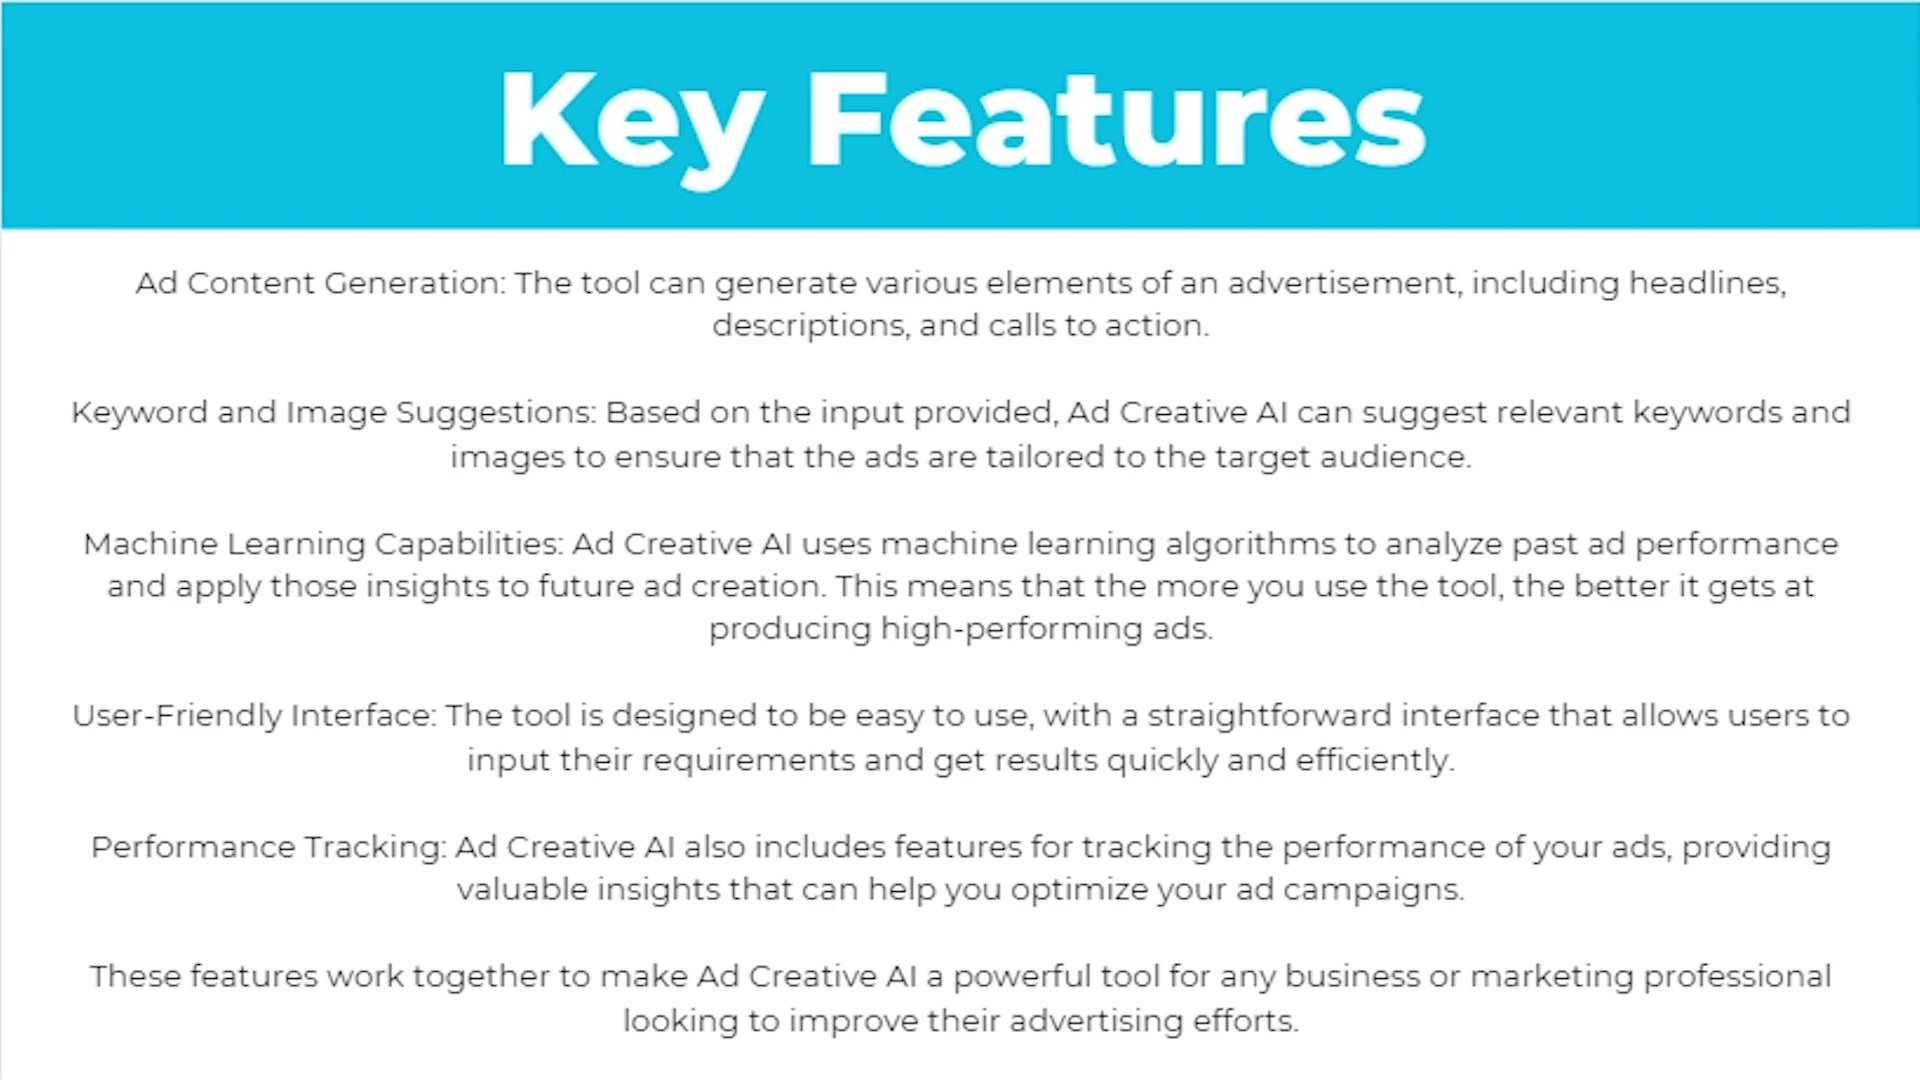 Key Features
Ad Content Generation: The tool can generate various elements of an advertisement, including headlines,
descriptions, and calls to action.
Keyword and Image Suggestions: Based on the input provided, Ad Creative AI can suggest relevant keywords and
images to ensure that the ads are tailored to the target audience.
Machine Learning Capabilities: Ad Creative AI uses machine learning algorithms to analyze past ad performance
and apply those insights to future ad creation. This means that the more you use the tool, the better it gets at
producing high-performing ads.
User-Friendly Interface: The tool is designed to be easy to use, with a straightforward interface that allows users to
input their requirements and get results quickly and efficiently.
Performance Tracking: Ad Creative AI also includes features for tracking the performance of your ads, providing
valuable insights that can help you optimize your ad campaigns.
These features work together to make Ad Creative AI a powerful tool for any business or marketing professional
looking to improve their advertising efforts.